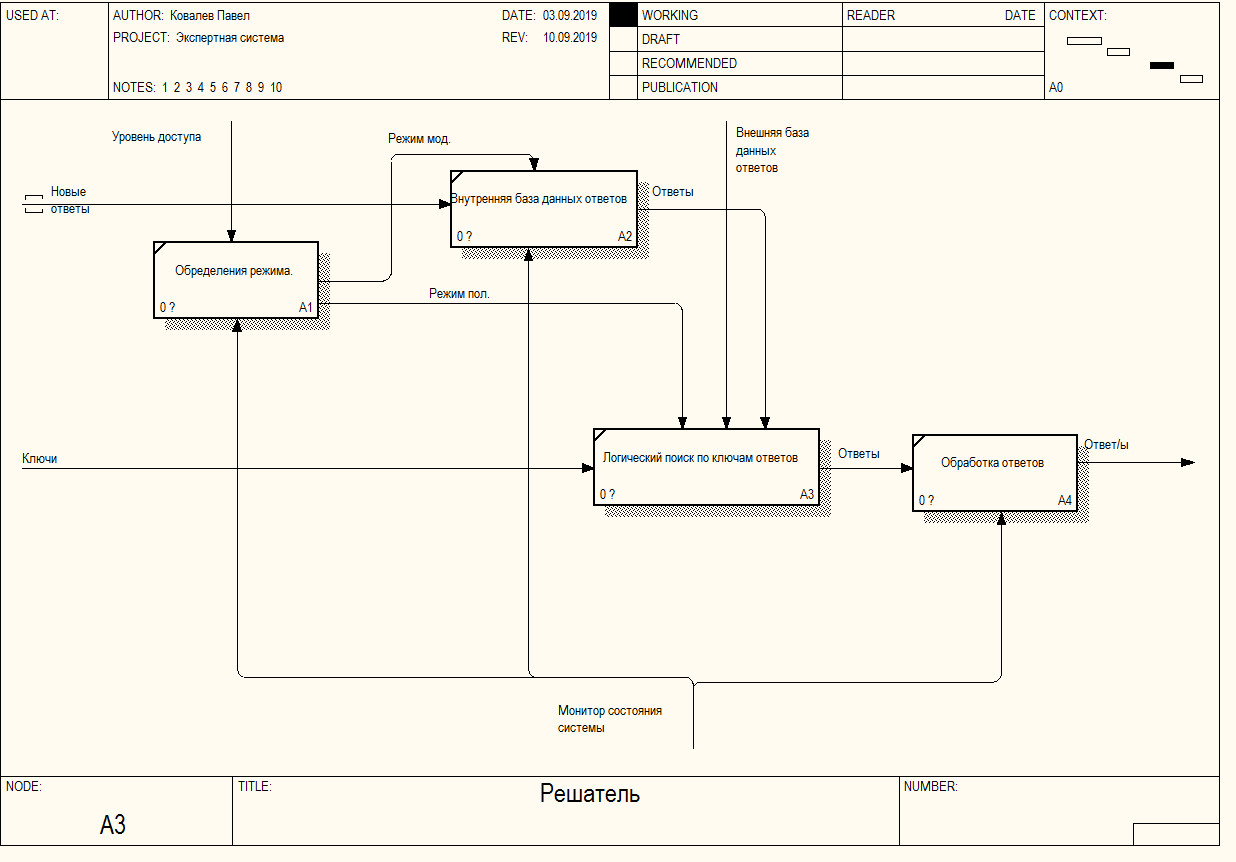 USED AT:
AUTHOR: Ковалев Павел
DATE: 03.09.2019
WORKING
READER
DATE
CONTEXT:
PROJECT: Экспертная система
REV: 10.09.2019
DRAFT
RECOMMENDED
NOTES: 1 2 3 4 5 6 7 8 9 10
PUBLICATION
A0
Уровень доступа
Режим мод.
Внешняя база
данных
ответов
Новые
ответы
Внутренняя база данных ответов
0 ?
A2
Ответы
Определения режима.
0 ?
A1
Режим пол.
Ключи
Логический поиск по ключам ответов
0 ?
A3
Ответы
Обработка ответов
0 ?
A4
Ответ/ы
Монитор состояния
системы
NODE:
A3
TITLE:
Решатель
NUMBER: